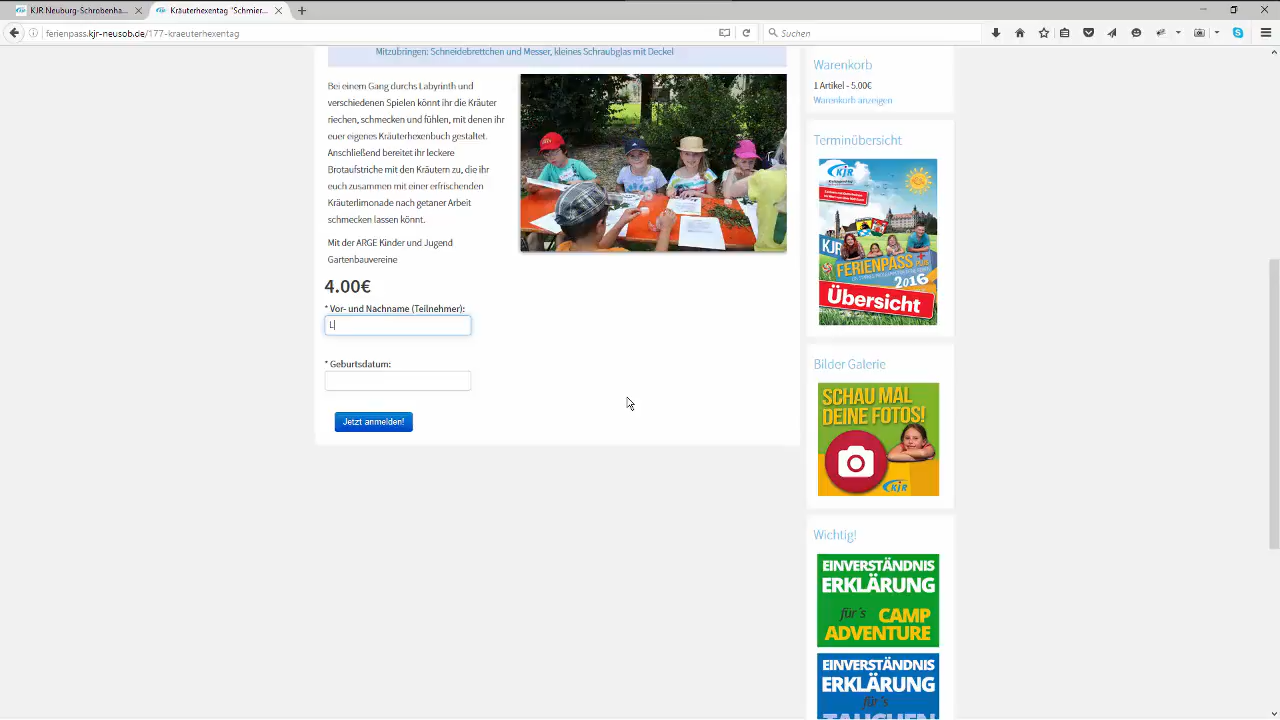 KJR Neuburg-Schrobenha...
Kräuterhexentag "Schmier...
ferienpass.kjr-neusob.de/177-kraeuterhexentag
Suchen
Mitzubringen: Schneidebrettchen und Messer, kleines Schraubglas mit Deckel
Bei einem Gang durchs Labyrinth und
verschiedenen Spielen könnt ihr die Kräuter
riechen, schmecken und fühlen, mit denen ihr
euer eigenes Kräuterhexenbuch gestaltet.
Anschließend bereitet ihr leckere
Brotaufstriche mit den Kräutern zu, die ihr
euch zusammen mit einer erfrischenden
Kräuterlimonade nach getaner Arbeit
schmecken lassen könnt.
Mit der ARGE Kinder und Jugend
Gartenbauvereine
4.00€
* Vor- und Nachname (Teilnehmer):
L
* Geburtsdatum:
Jetzt anmelden!
Warenkorb
1 Artikel - 5.00€
Warenkorb anzeigen
Terminübersicht
KJR
KJR
FERIENPASS
2016
Übersicht
Bilder Galerie
SCHAU MAL
DEINE FOTOS!
KJR
Wichtig!
EINVERSTÄNDNIS
ERKLÄRUNG
für´s CAMP
ADVENTURE
EINVERSTÄNDNIS
ERKLÄRUNG
für´s
TAUCHEN